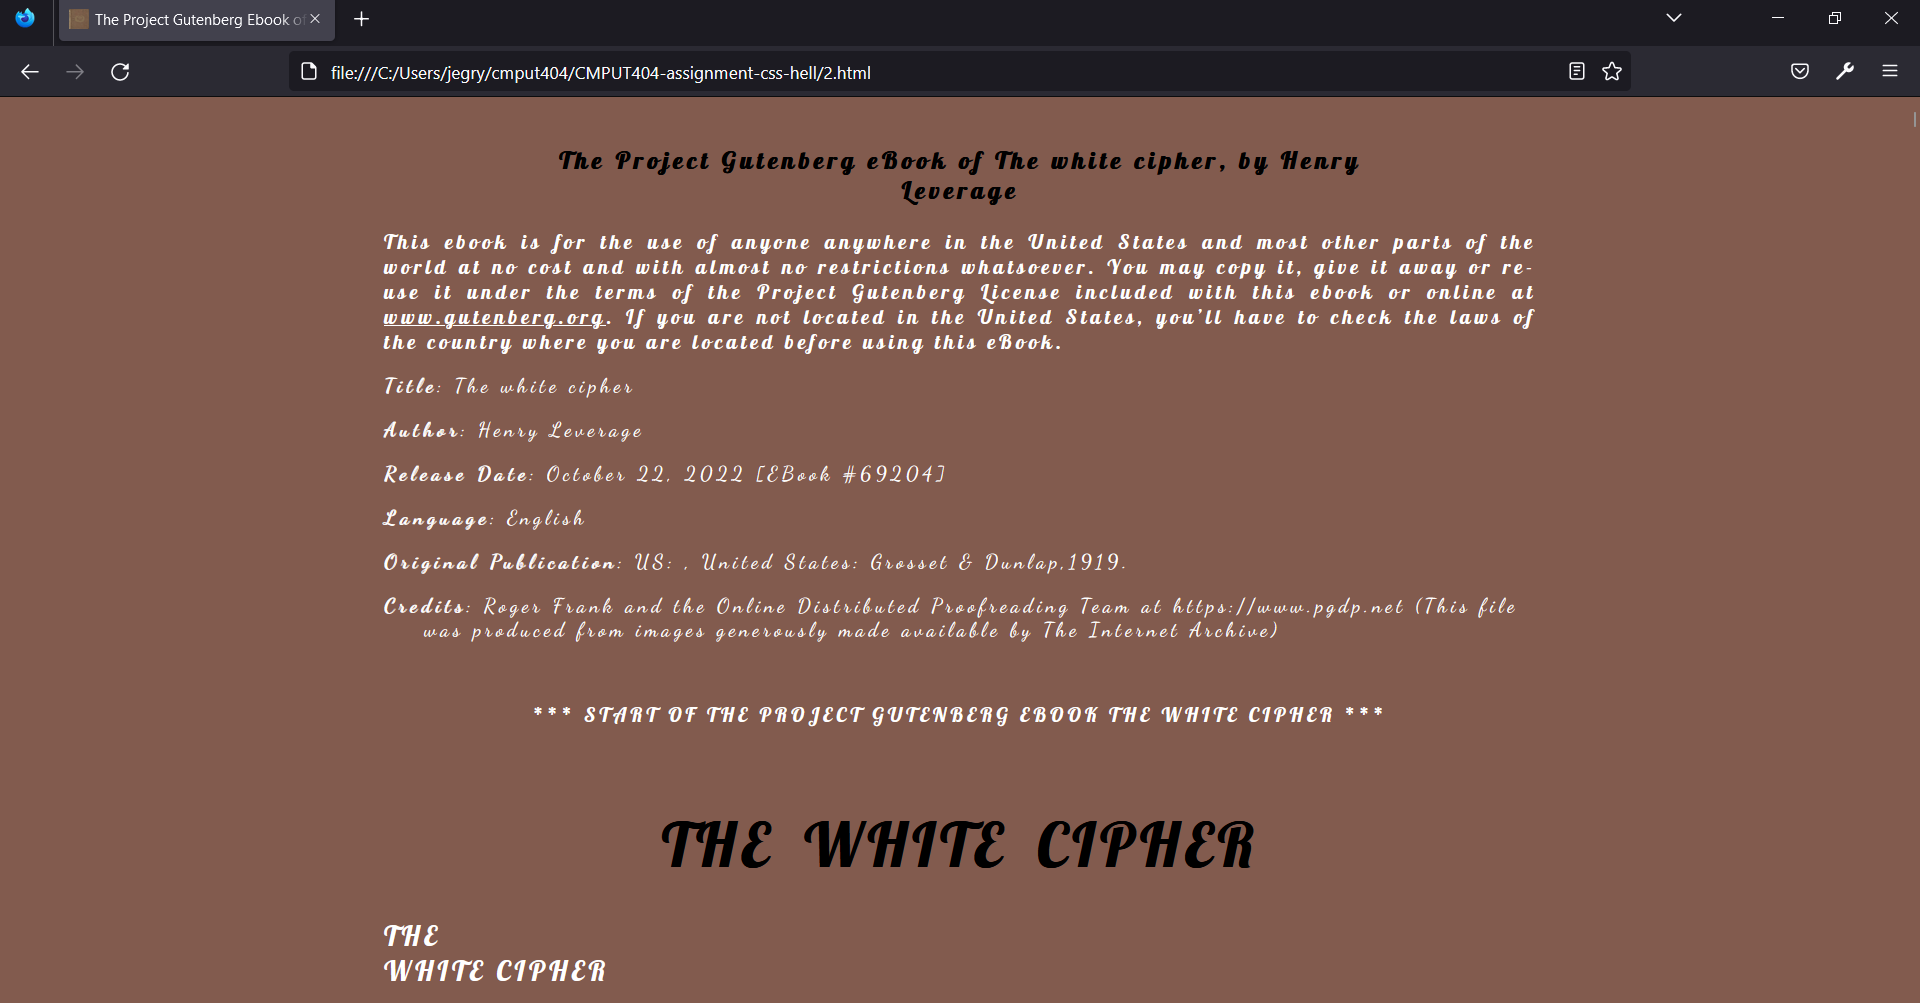 The Project Gutenberg Ebook of
file:///C:/Users/jegry/cmput404/CMPUT404-assignment-css-hell/2.html
The Project Gutenberg eBook of The white cipher, by Henry
Leverage
This ebook is for the use of anyone anywhere in the United States and most other parts of the
world at no cost and with almost no restrictions whatsoever. You may copy it, give it away or re-
use it under the terms of the Project Gutenberg License included with this ebook or online at
www.gutenberg.org. If you are not located in the United States, you’ll have to check the laws of
the country where you are located before using this eBook.
Title: The white cipher
Author: Henry Leverage
Release Date: October 22, 2022 [EBook #69204]
Language: English
Original Publication: US: , United States: Grosset & Dunlap,1919.
Credits: Roger Frank and the Online Distributed Proofreading Team at https://www.pgdp.net (This file
was produced from images generously made available by The Internet Archive)
*** START OF THE PROJECT GUTENBERG EBOOK THE WHITE CIPHER ***
THE WHITE CIPHER
THE
WHITE CIPHER